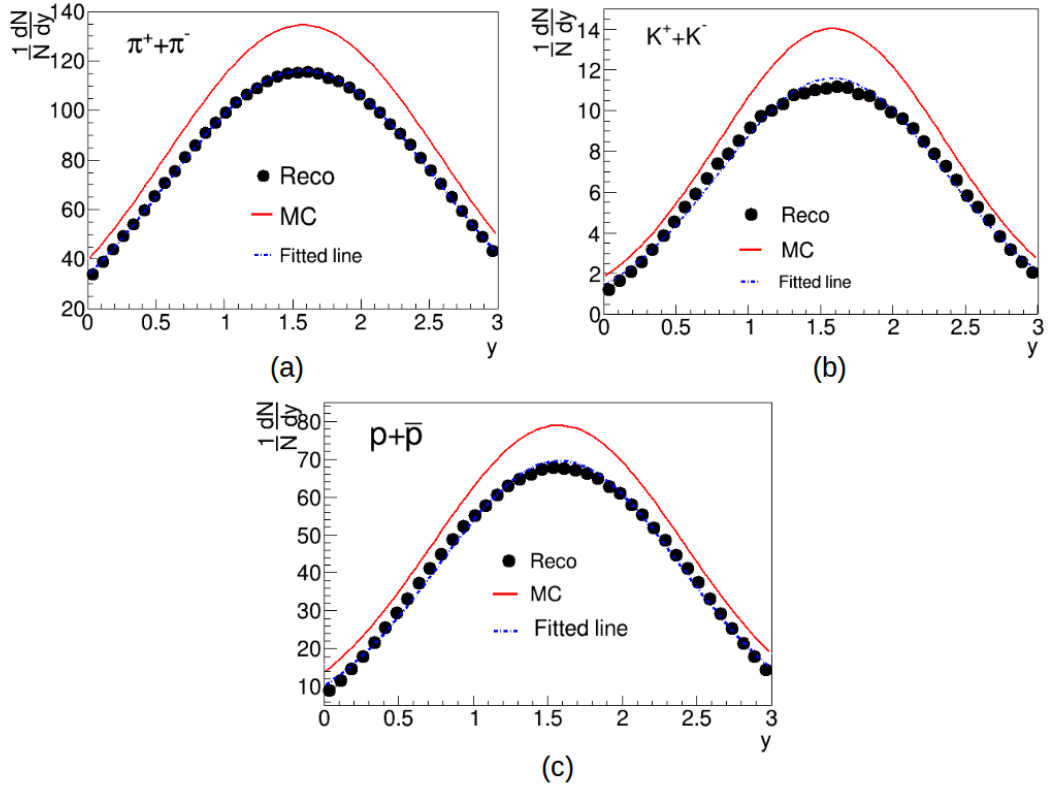 1/N dN/dy
π⁺+π⁻
140
120
100
80
60
40
20
Reco
MC
Fitted line
0 0.5 1 1.5 2 2.5 3
y
(a)
1/N dN/dy
K⁺+K⁻
14
12
10
8
6
4
2
0
Reco
MC
Fitted line
0 0.5 1 1.5 2 2.5 3
y
(b)
1/N dN/dy
p+p̅
80
70
60
50
40
30
20
10
Reco
MC
Fitted line
0 0.5 1 1.5 2 2.5 3
y
(c)